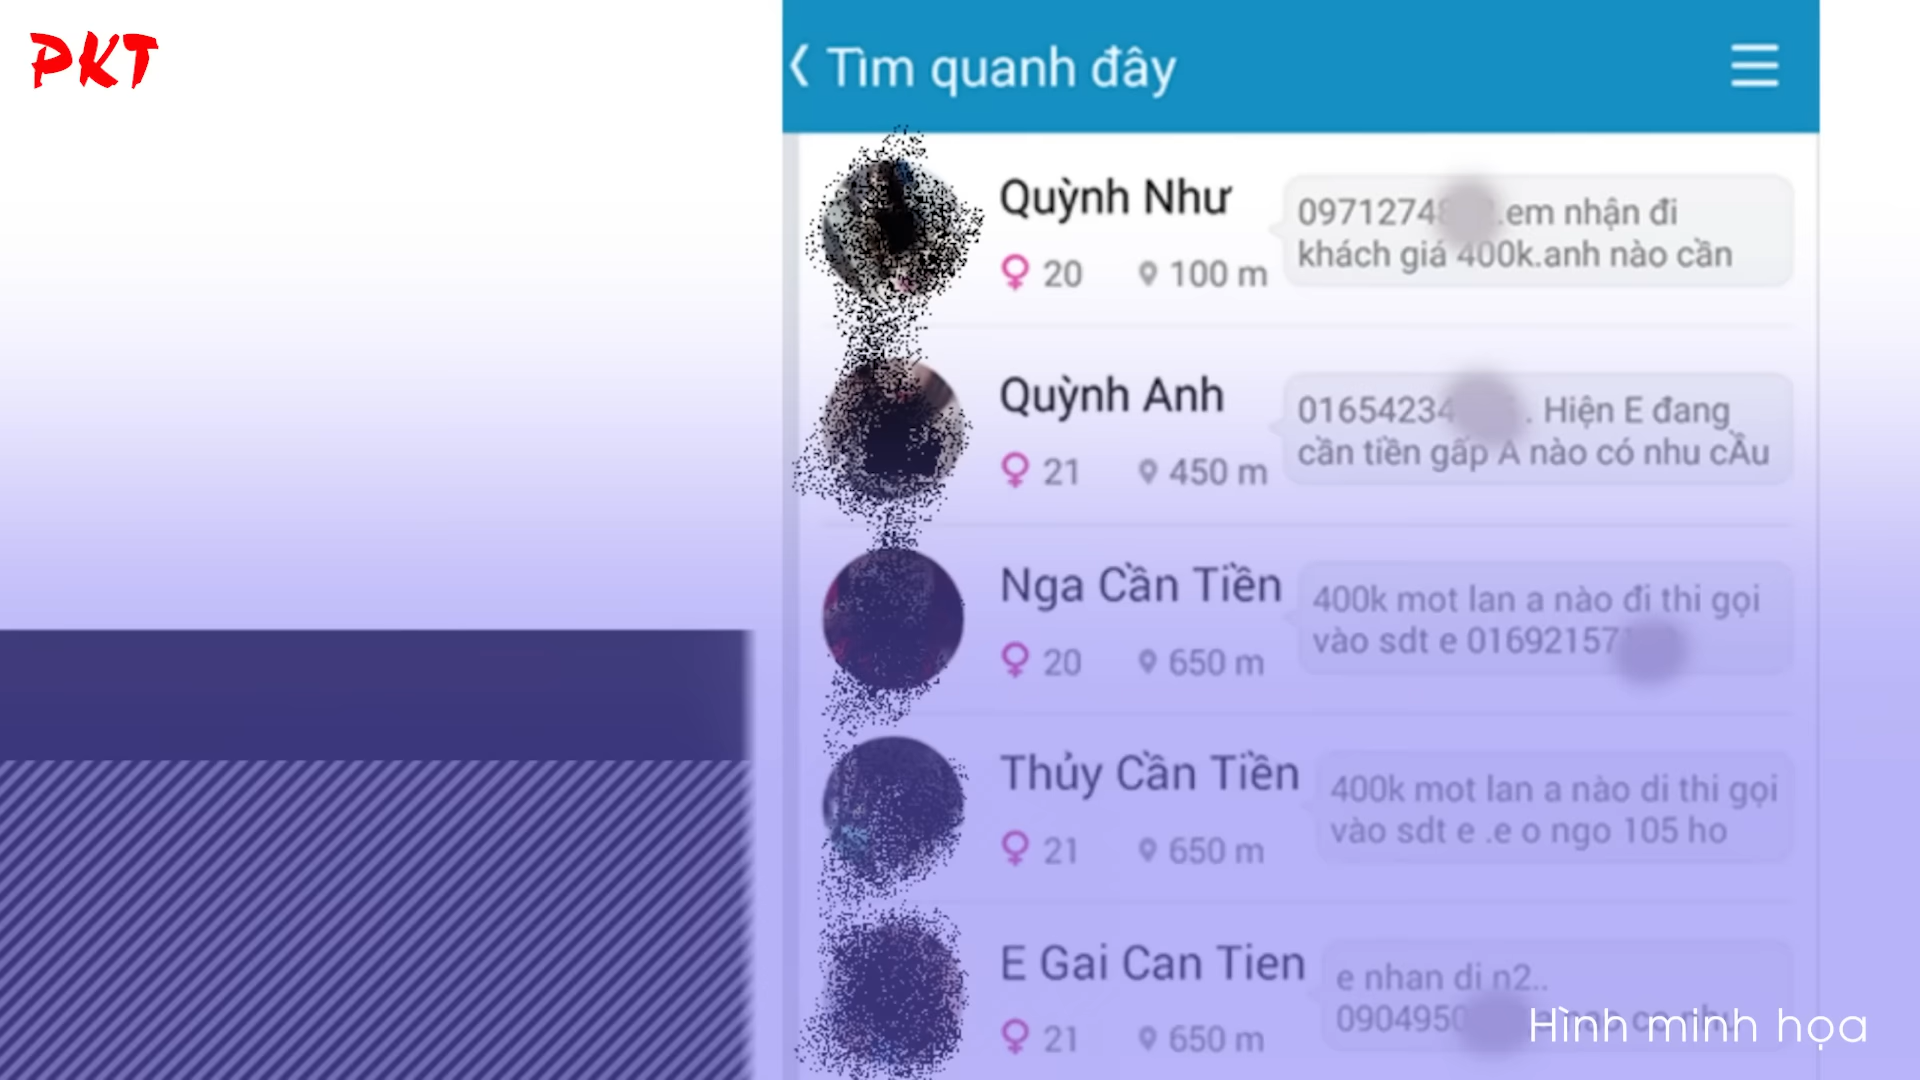 PKT
Tìm quanh đây
Quỳnh Như
0971274 .em nhận đi
khách giá 400k.anh nào cần
20 100 m
Quỳnh Anh
01654234 . Hiện E đang
cần tiền gấp A nào có nhu cẦu
21 450 m
Nga Cần Tiền
400k mot lan a nào đi thi gọi
vào sdt e 01692157
20 650 m
Thủy Cần Tiền
400k mot lan a nào di thi gọi
vào sdt e .e o ngo 105 ho
21 650 m
E Gai Can Tien
e nhan di n2..
090495
21 650 m
Hình minh họa